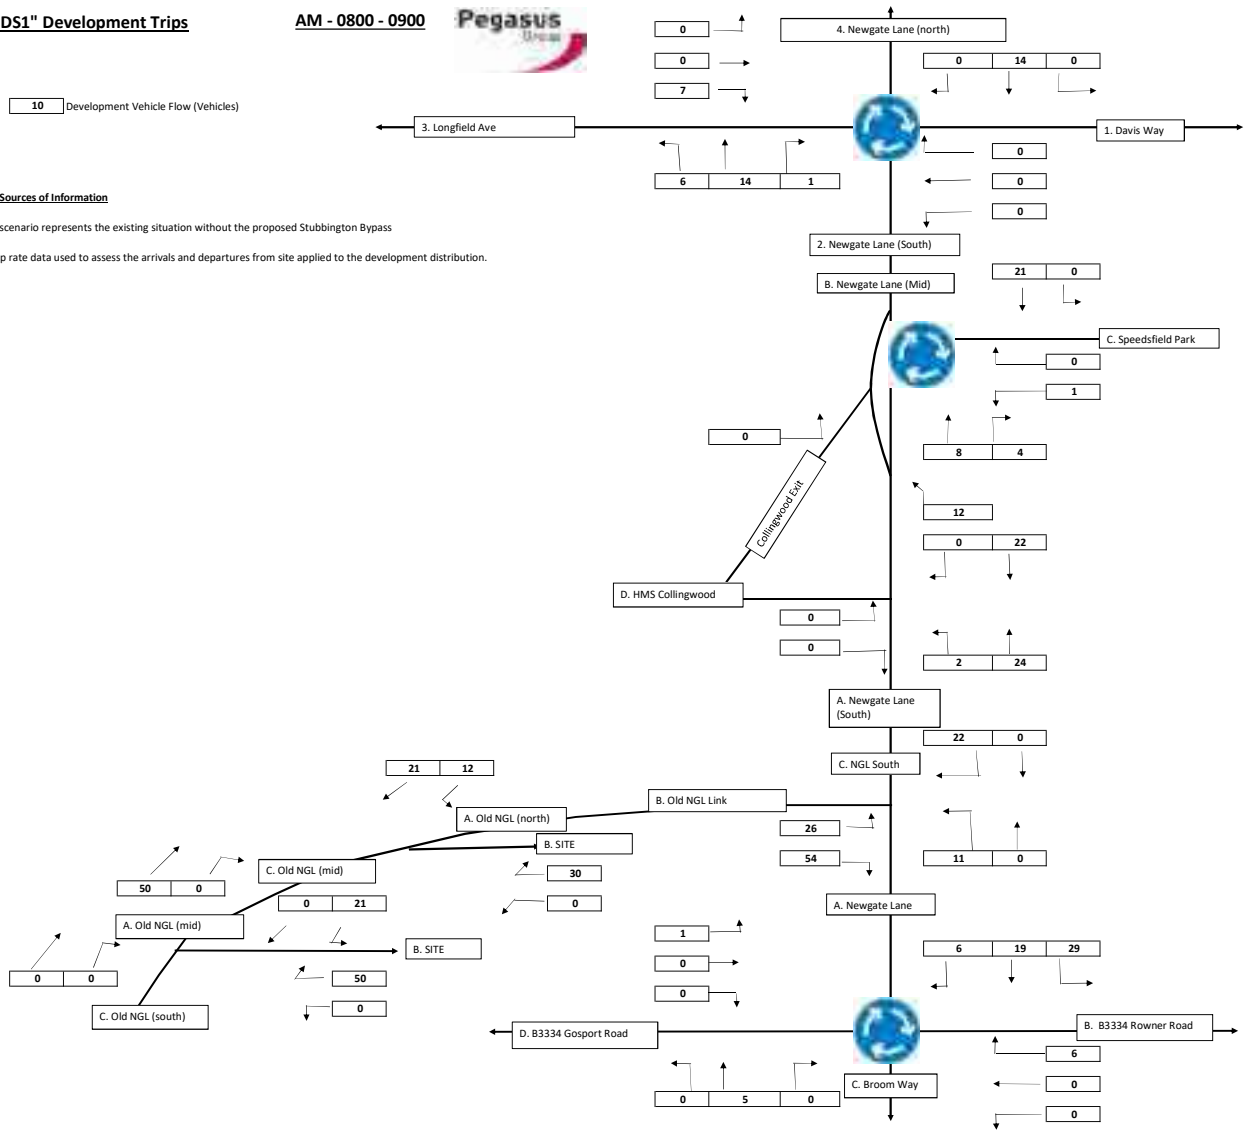 DS1" Development Trips
AM - 0800 - 0900
Pegasus
Group
0
4. Newgate Lane (north)
0
0 14 0
7
10 Development Vehicle Flow (Vehicles)
3. Longfield Ave
1. Davis Way
0
6 14 1
0
0
Sources of Information
scenario represents the existing situation without the proposed Stubbington Bypass
2. Newgate Lane (South)
p rate data used to assess the arrivals and departures from site applied to the development distribution.
21 0
B. Newgate Lane (Mid)
C. Speedsfield Park
0
1
0
8 4
Collingwood Exit
12
0 22
D. HMS Collingwood
0
0
2 24
A. Newgate Lane
(South)
22 0
C. NGL South
21 12
B. Old NGL Link
A. Old NGL (north)
26
B. SITE
54
11 0
C. Old NGL (mid)
30
50 0
0 21
0
A. Newgate Lane
A. Old NGL (mid)
1
B. SITE
6 19 29
0
0 0
50
0
0
C. Old NGL (south)
D. B3334 Gosport Road
B. B3334 Rowner Road
6
C. Broom Way
0
0 5 0
0